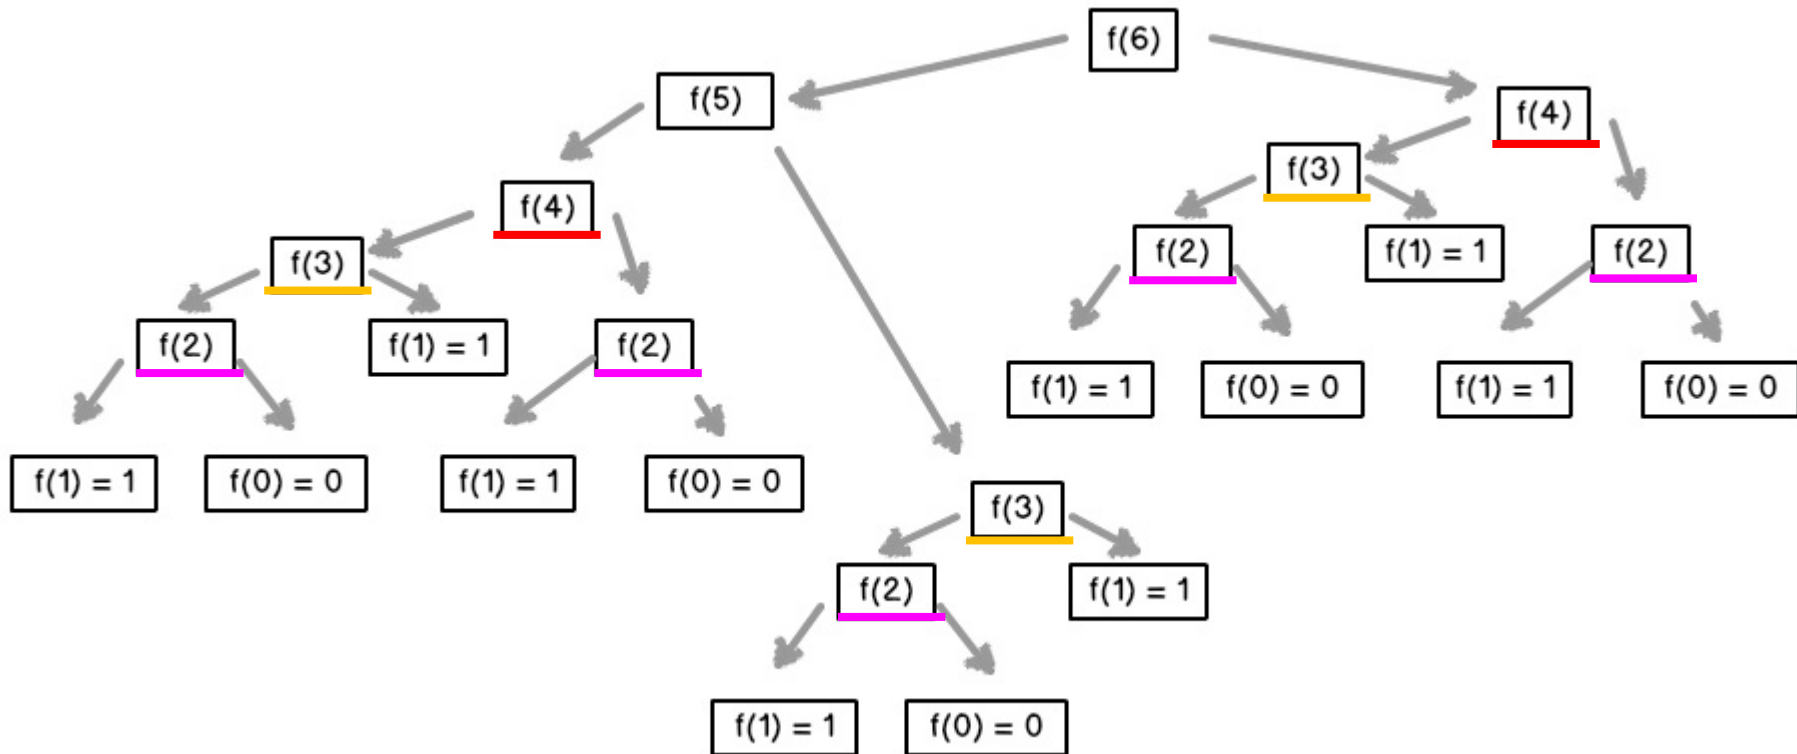 f(6)
f(5)
f(4)
f(3)
f(4)
f(2)
f(1) = 1
f(2)
f(3)
f(2)
f(1) = 1
f(2)
f(1) = 1
f(0) = 0
f(1) = 1
f(0) = 0
f(1) = 1
f(0) = 0
f(1) = 1
f(0) = 0
f(3)
f(2)
f(1) = 1
f(1) = 1
f(0) = 0